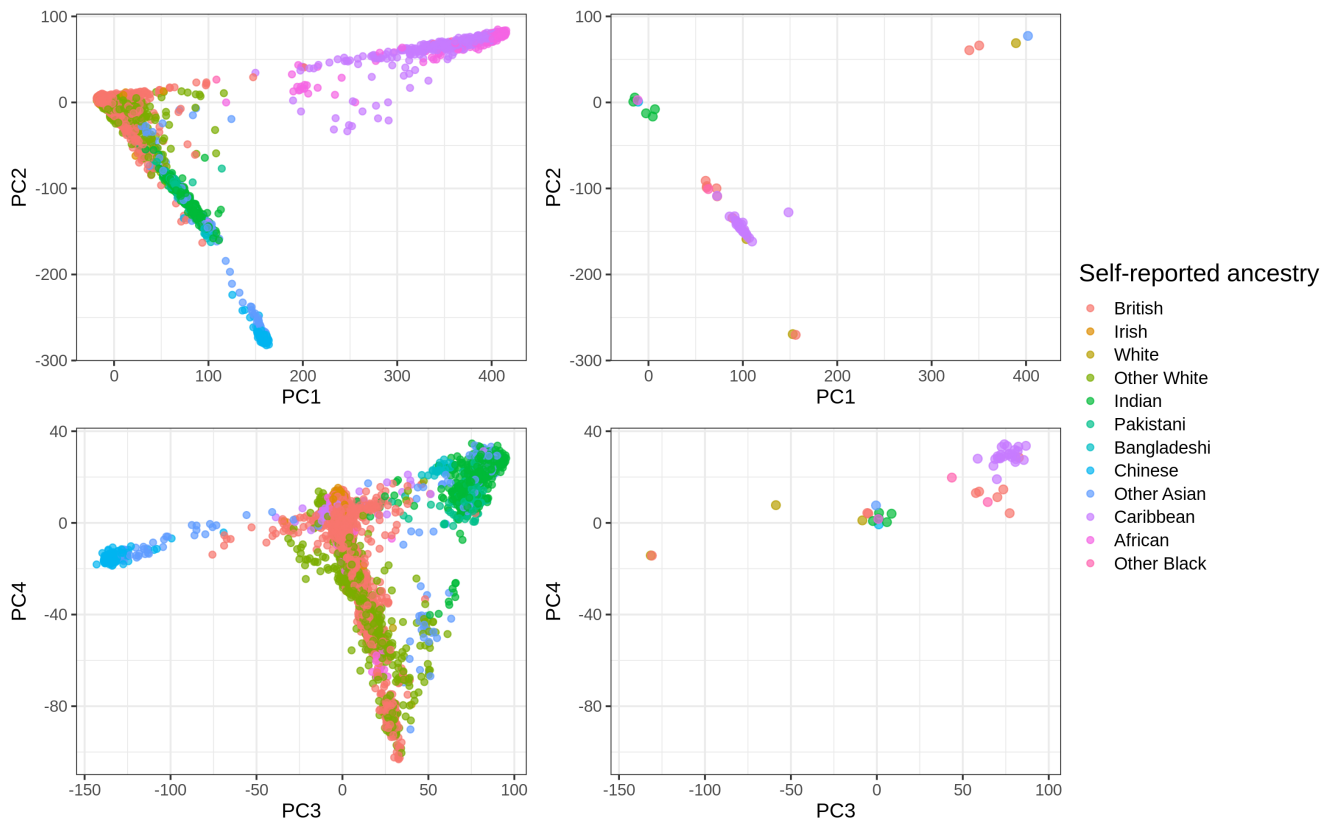 100
0
-100
-200
-300
PC2
0
100
200
300
400
PC1
100
0
-100
-200
-300
PC2
0
100
200
300
400
PC1
40
0
-40
-80
PC4
-150
-100
-50
0
50
100
PC3
40
0
-40
-80
PC4
-150
-100
-50
0
50
100
PC3
Self-reported ancestry
British
Irish
White
Other White
Indian
Pakistani
Bangladeshi
Chinese
Other Asian
Caribbean
African
Other Black